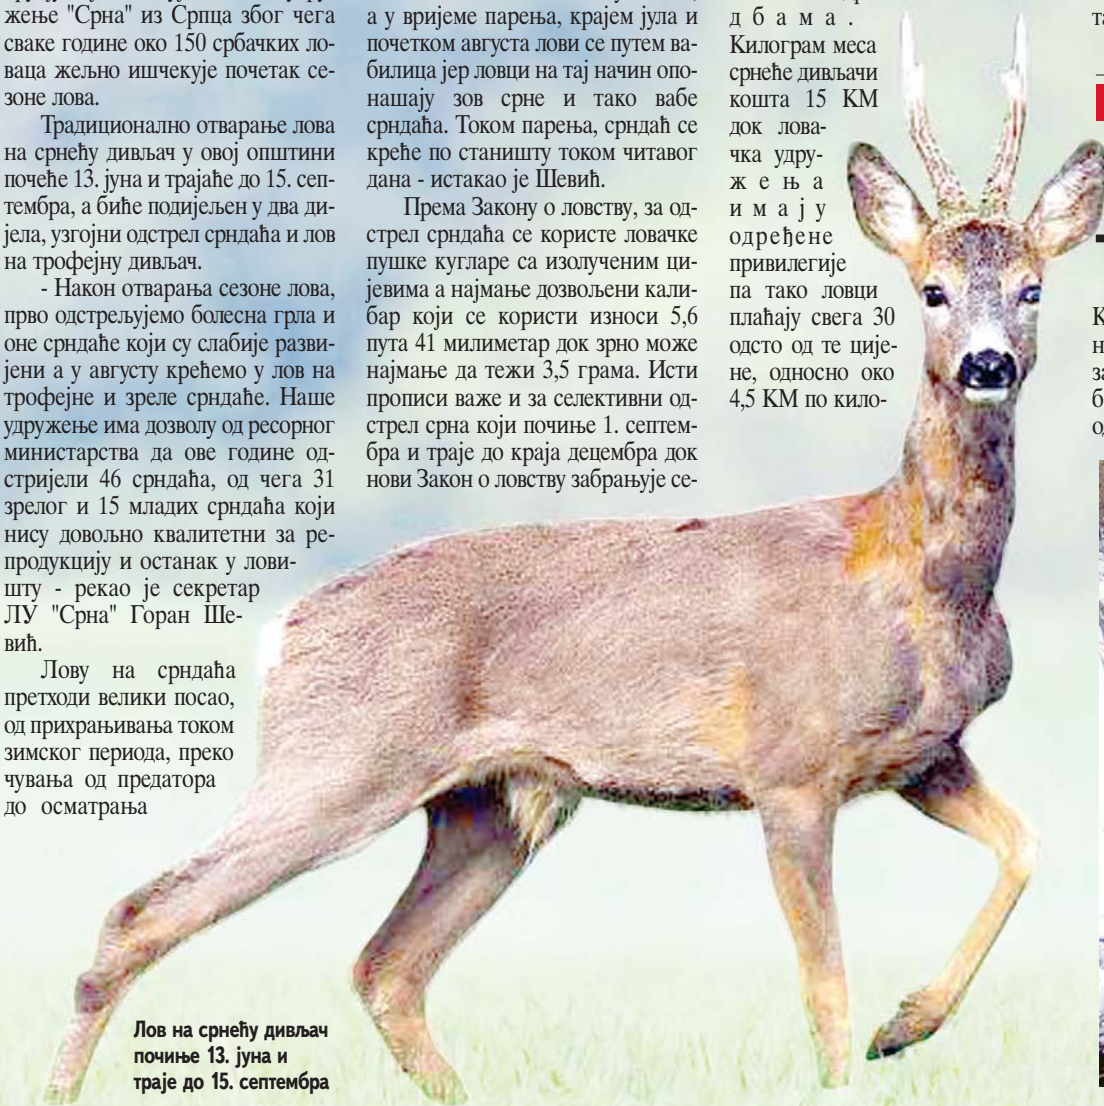 жење "Срна" из Српца због чега
сваке године око 150 србачких ло-
ваца жељно ишчекује почетак се-
зоне лова.
Традиционално отварање лова
на срнећу дивљач у овој општини
почеће 13. јуна и трајаће до 15. сеп-
тембра, а биће подијељен у два ди-
јела, узгојни одстрел срндаћа и лов
на трофејну дивљач.
- Након отварања сезоне лова,
прво одстрељујемо болесна грла и
оне срндаће који су слабије разви-
јени а у августу крећемо у лов на
трофејне и зреле срндаће. Наше
удружење има дозволу од ресорног
министарства да ове године од-
стријели 46 срндаћа, од чега 31
зрелог и 15 младих срндаћа који
нису довољно квалитетни за ре-
продукцију и останак у лови-
шту - рекао је секретар
ЛУ "Срна" Горан Ше-
вић.
Лову на срндаћа
претходи велики посао,
од прихрањивања током
зимског периода, преко
чувања од предатора
до осматрања
а у вријеме парења, крајем јула и
почетком августа лови се путем ва-
билица јер ловци на тај начин опо-
нашају зов срне и тако вабе
срндаћа. Током парења, срндаћ се
креће по станишту током читавог
дана - истакао је Шевић.
Према Закону о ловству, за од-
стрел срндаћа се користе ловачке
пушке кугларе са изолученим ци-
јевима а најмање дозвољени кали-
бар који се користи износи 5,6
пута 41 милиметар док зрно може
најмање да тежи 3,5 грама. Исти
прописи важе и за селективни од-
стрел срна који почиње 1. септем-
бра и траје до краја децембра док
нови Закон о ловству забрањује се-
дбама.
Килограм меса
срнеће дивљачи
кошта 15 КМ
док лова-
чка удру-
жења
имају
одређене
привилегије
па тако ловци
плаћају свега 30
одсто од те ције-
не, односно око
4,5 КМ по кило-
Лов на срнећу дивљач
почиње 13. јуна и
траје до 15. септембра